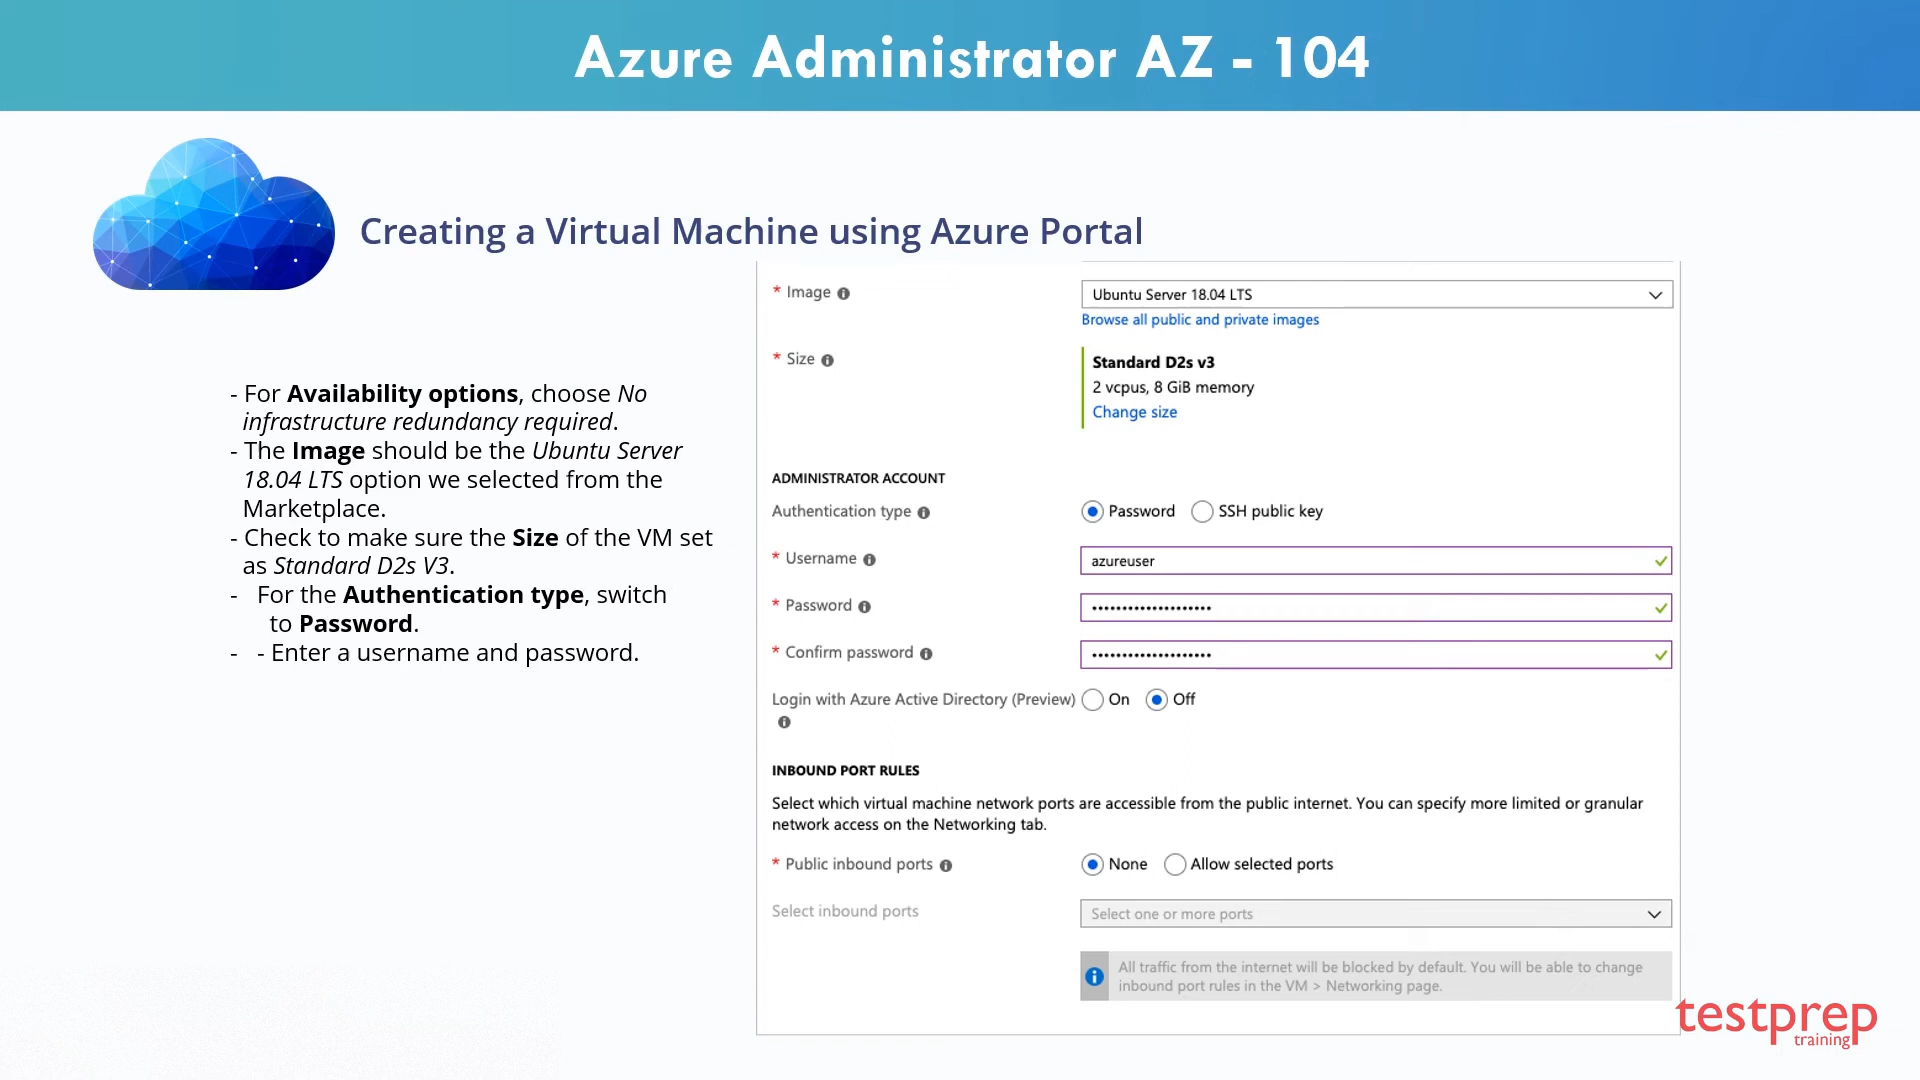 Azure Administrator AZ - 104
Creating a Virtual Machine using Azure Portal
- For Availability options, choose No
infrastructure redundancy required.
- The Image should be the Ubuntu Server
18.04 LTS option we selected from the
Marketplace.
- Check to make sure the Size of the VM set
as Standard D2s V3.
- For the Authentication type, switch
to Password.
- - Enter a username and password.
* Image
Ubuntu Server 18.04 LTS
Browse all public and private images
* Size
Standard D2s v3
2 vcpus, 8 GiB memory
Change size
ADMINISTRATOR ACCOUNT
Authentication type Password SSH public key
* Username azureuser
* Password ••••••••••••••••••••
* Confirm password ••••••••••••••••••••
Login with Azure Active Directory (Preview) On Off
INBOUND PORT RULES
Select which virtual machine network ports are accessible from the public internet. You can specify more limited or granular
network access on the Networking tab.
* Public inbound ports None Allow selected ports
Select inbound ports Select one or more ports
All traffic from the internet will be blocked by default. You will be able to change
inbound port rules in the VM > Networking page.
testprep
training